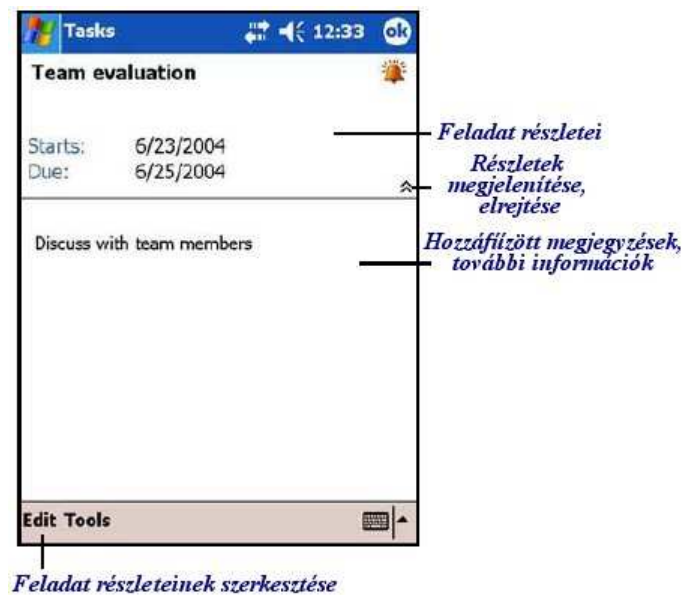 Tasks 12:33 ok
Team evaluation
Starts: 6/23/2004
Due: 6/25/2004
Feladat részletei
Részletek
megjelenítése,
elrejtése
Discuss with team members
Hozzáfűzött megjegyzések,
további információk
Edit Tools
Feladat részleteinek szerkesztése